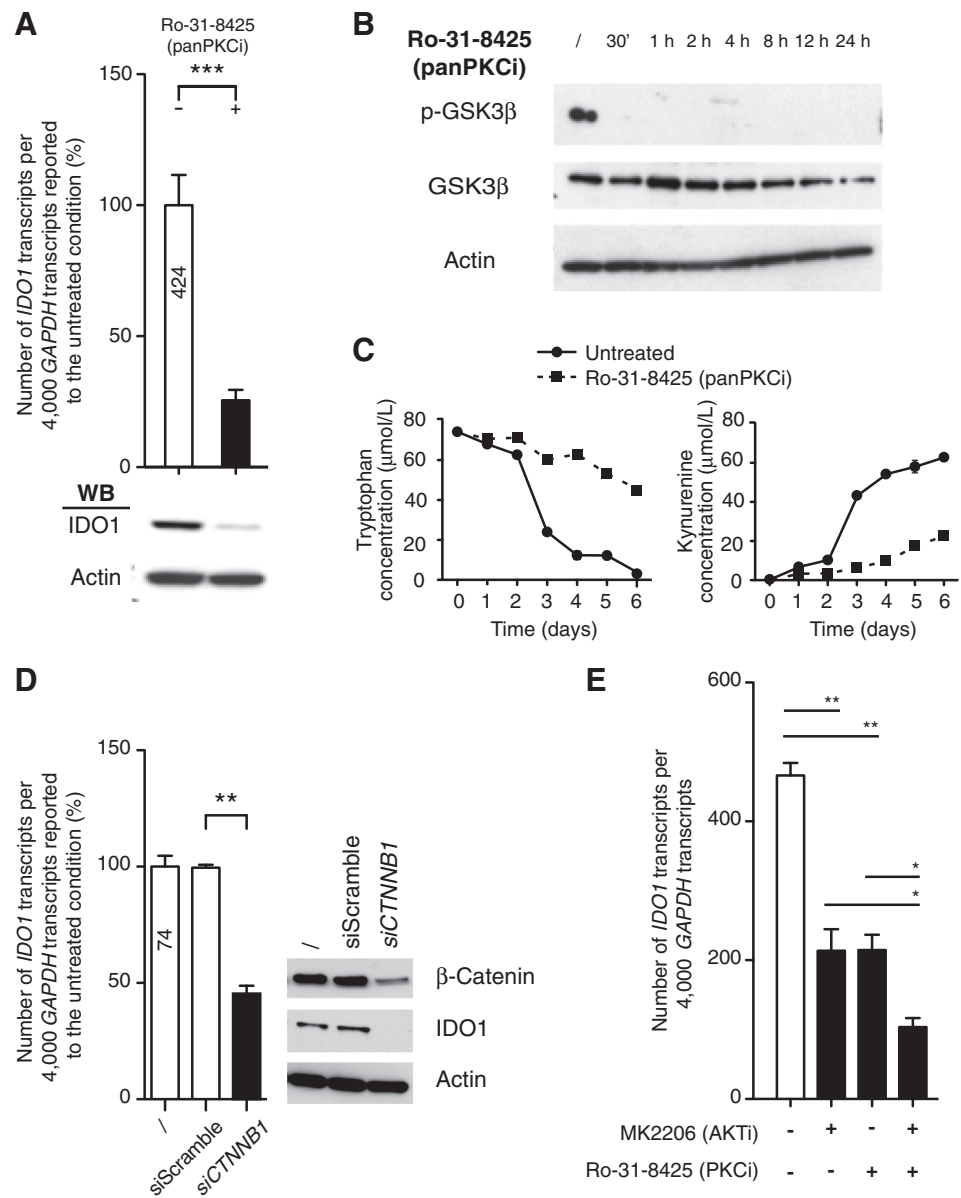 A
Ro-31-8425
(panPKCi)
***
- +
Number of IDO1 transcripts per
4,000 GAPDH transcripts reported
to the untreated condition (%)
150
100
50
0
424
WB
IDO1
Actin
B
Ro-31-8425
(panPKCi)
/ 30’ 1 h 2 h 4 h 8 h 12 h 24 h
p-GSK3β
GSK3β
Actin
C
Untreated
Ro-31-8425 (panPKCi)
Tryptophan
concentration (μmol/L)
80
60
40
20
0
0 1 2 3 4 5 6
Time (days)
Kynurenine
concentration (μmol/L)
80
60
40
20
0
0 1 2 3 4 5 6
Time (days)
D
Number of IDO1 transcripts per
4,000 GAPDH transcripts reported
to the untreated condition (%)
150
100
50
0
**
74
/
siScramble
siCTNNB1
/
siScramble
siCTNNB1
β-Catenin
IDO1
Actin
E
Number of IDO1 transcripts per
4,000 GAPDH transcripts
600
400
200
0
**
**
*
*
MK2206 (AKTi) - + - +
Ro-31-8425 (PKCi) - - + +